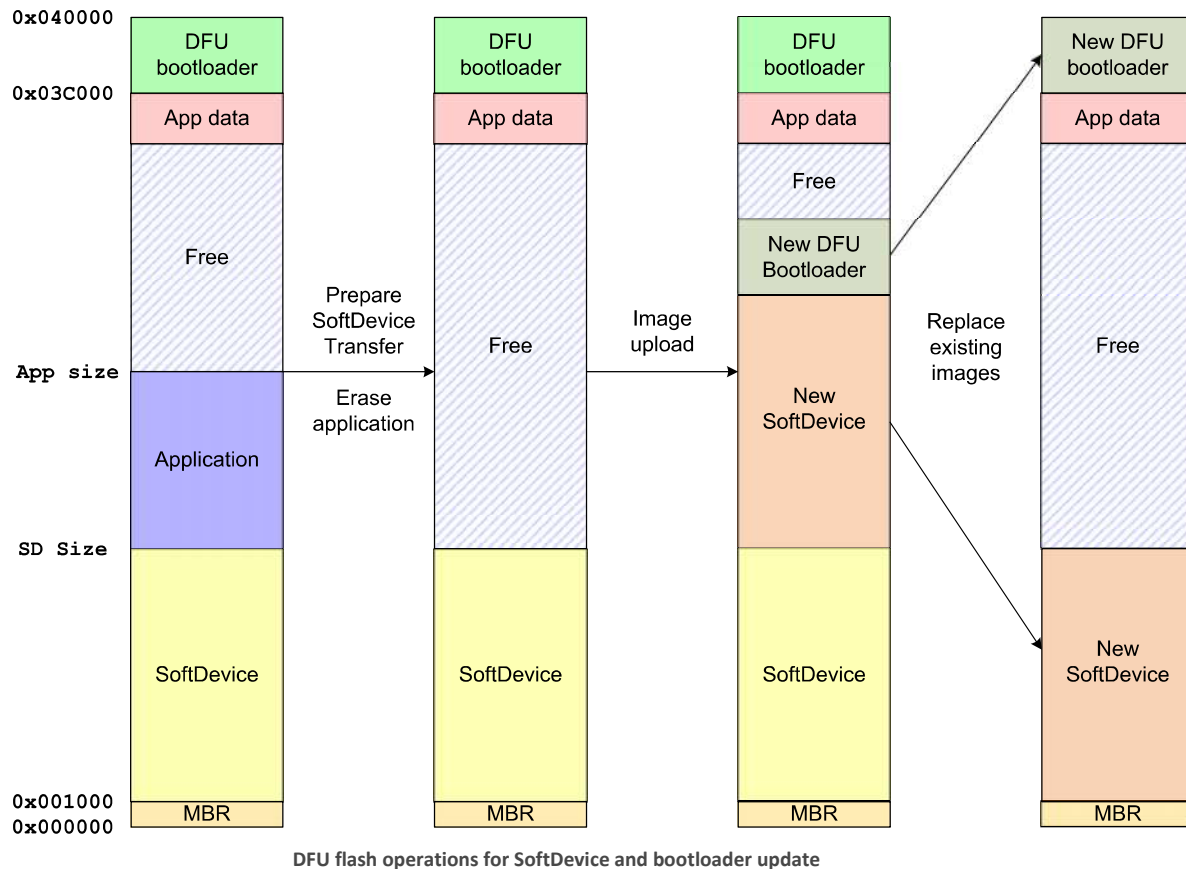 0x040000
0x03C000
App size
SD Size
0x001000
0x000000
DFU
bootloader
App data
Free
Application
SoftDevice
MBR
Prepare
SoftDevice
Transfer
Erase
application
DFU
bootloader
App data
Free
SoftDevice
MBR
Image
upload
DFU
bootloader
App data
Free
New DFU
Bootloader
New
SoftDevice
SoftDevice
MBR
Replace
existing
images
New DFU
bootloader
App data
Free
New
SoftDevice
MBR
DFU flash operations for SoftDevice and bootloader update